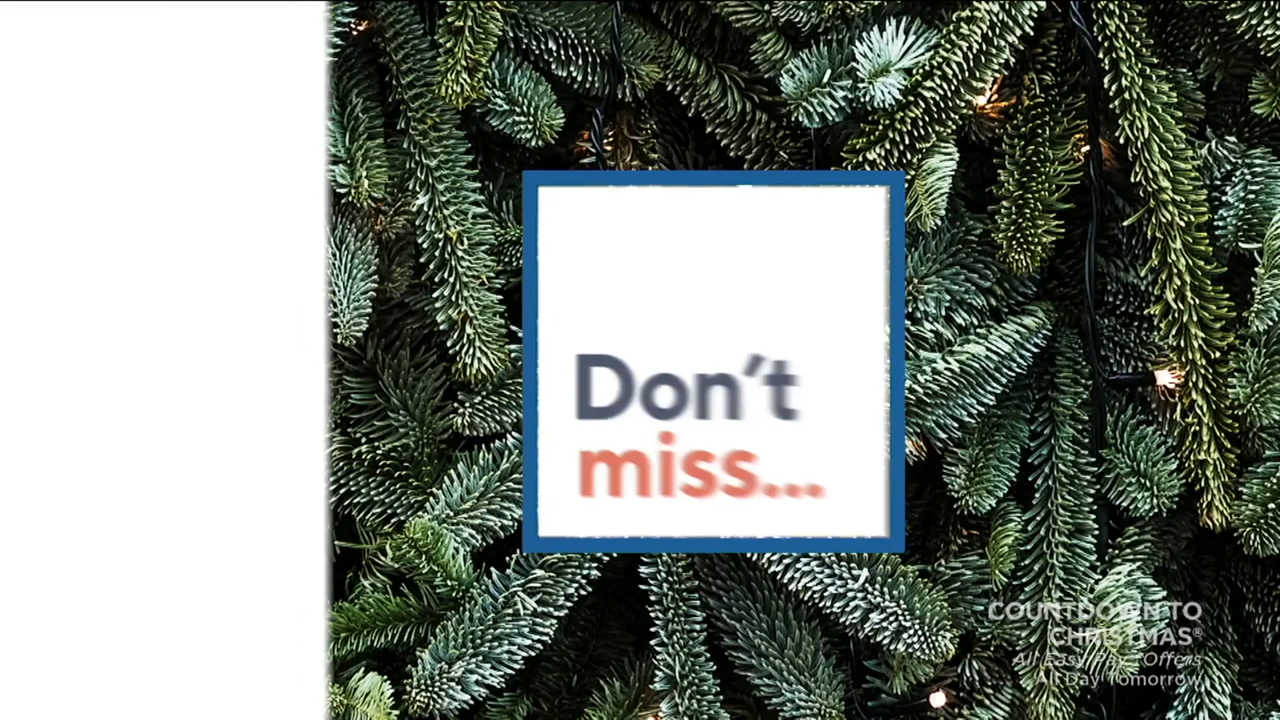 Don't
miss...
COUNTDOWN TO
CHRISTMAS®
All Easy Pay® Offers
All Day Tomorrow